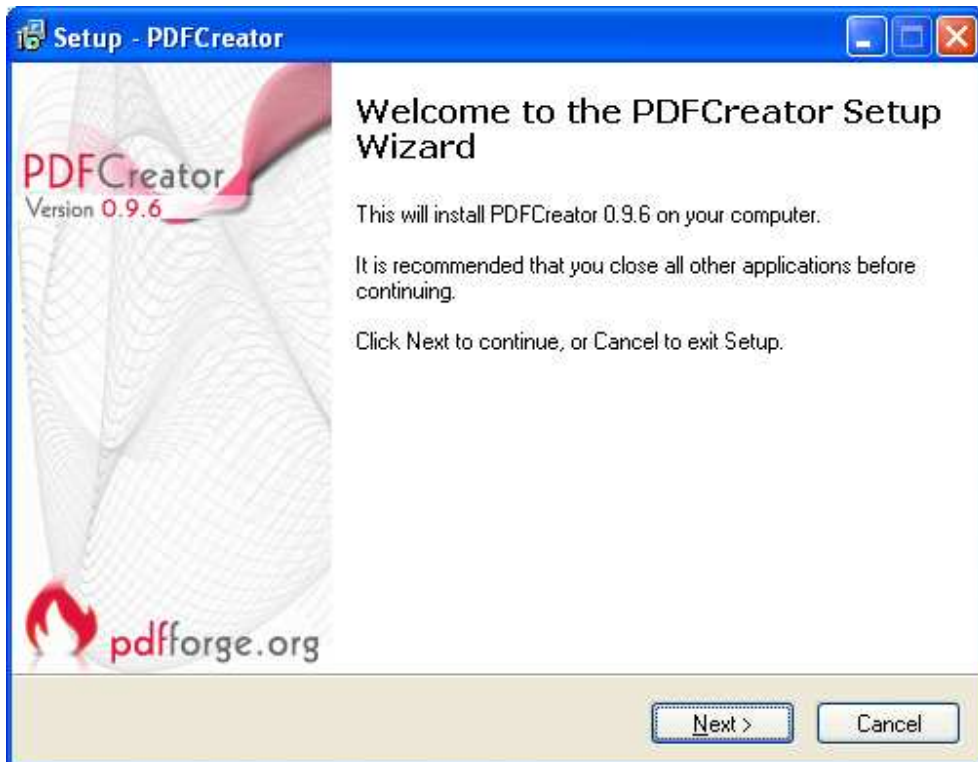 Setup - PDFCreator
PDFCreator
Version 0.9.6
Welcome to the PDFCreator Setup
Wizard
This will install PDFCreator 0.9.6 on your computer.
It is recommended that you close all other applications before
continuing.
Click Next to continue, or Cancel to exit Setup.
pdfforge.org
Next >
Cancel